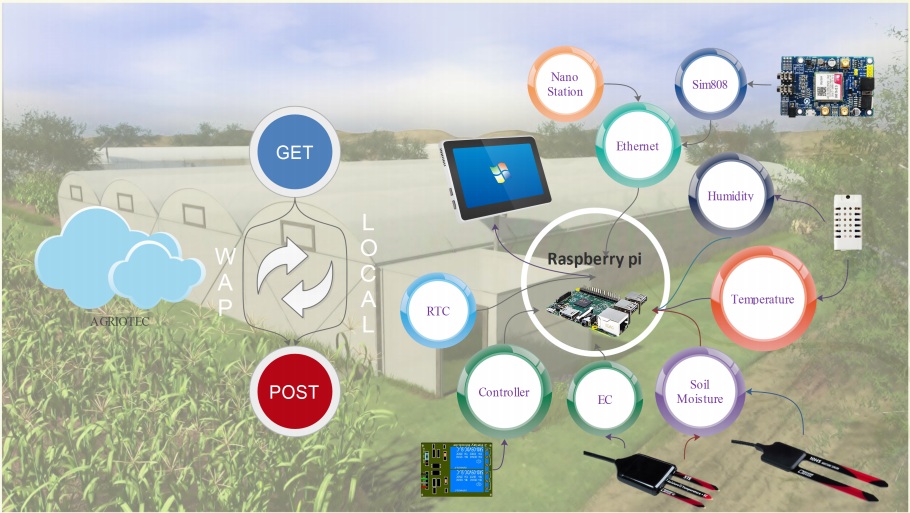 Nano
Station
Sim808
GET
Ethernet
Humidity
WAP
LOCAL
Raspberry pi
AGRIOTEC
RTC
Temperature
POST
Controller
EC
Soil
Moisture